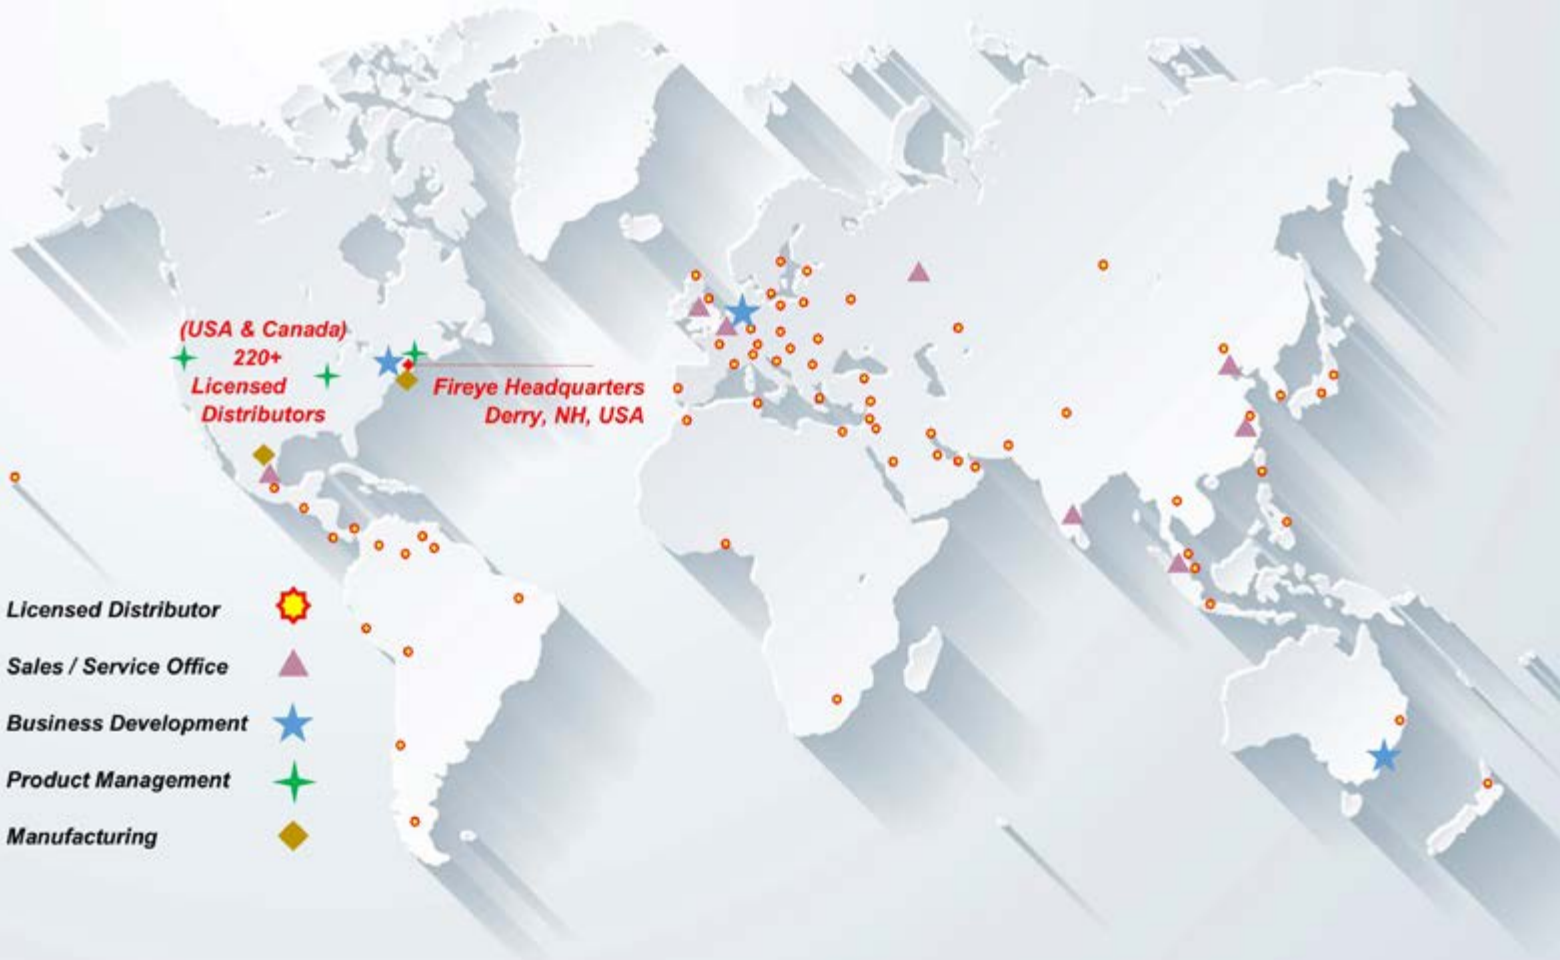 (USA & Canada)
220+
Licensed
Distributors
Fireye Headquarters
Derry, NH, USA
Licensed Distributor
Sales / Service Office
Business Development
Product Management
Manufacturing